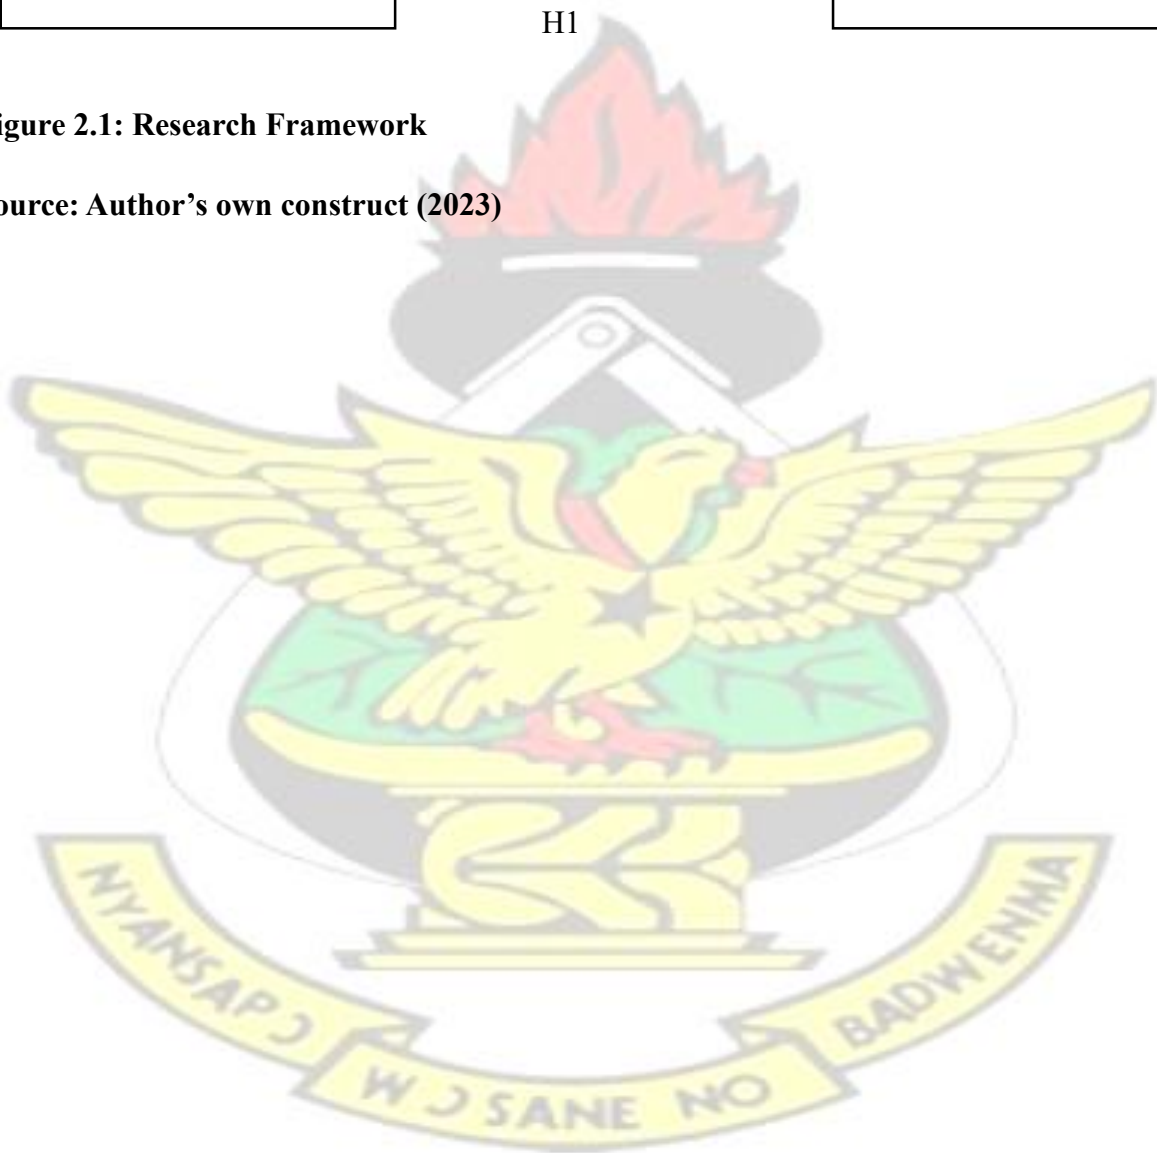 H1
igure 2.1: Research Framework
ource: Author’s own construct (2023)
NYANSAPƆ
WƆSANE NO
BADWENMA